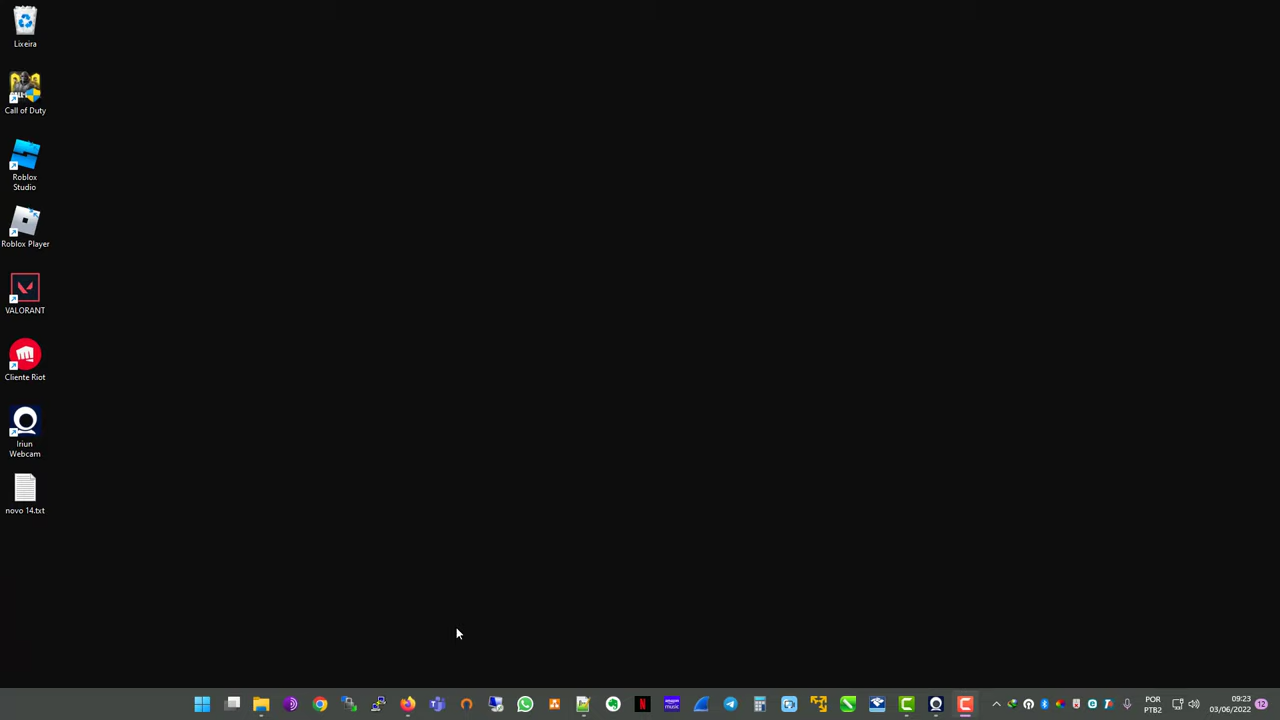 Lixeira
Call of Duty
Roblox
Studio
Roblox Player
VALORANT
Cliente Riot
Iriun
Webcam
novo 14.txt
POR
PTB2
09:23
03/06/2022
12